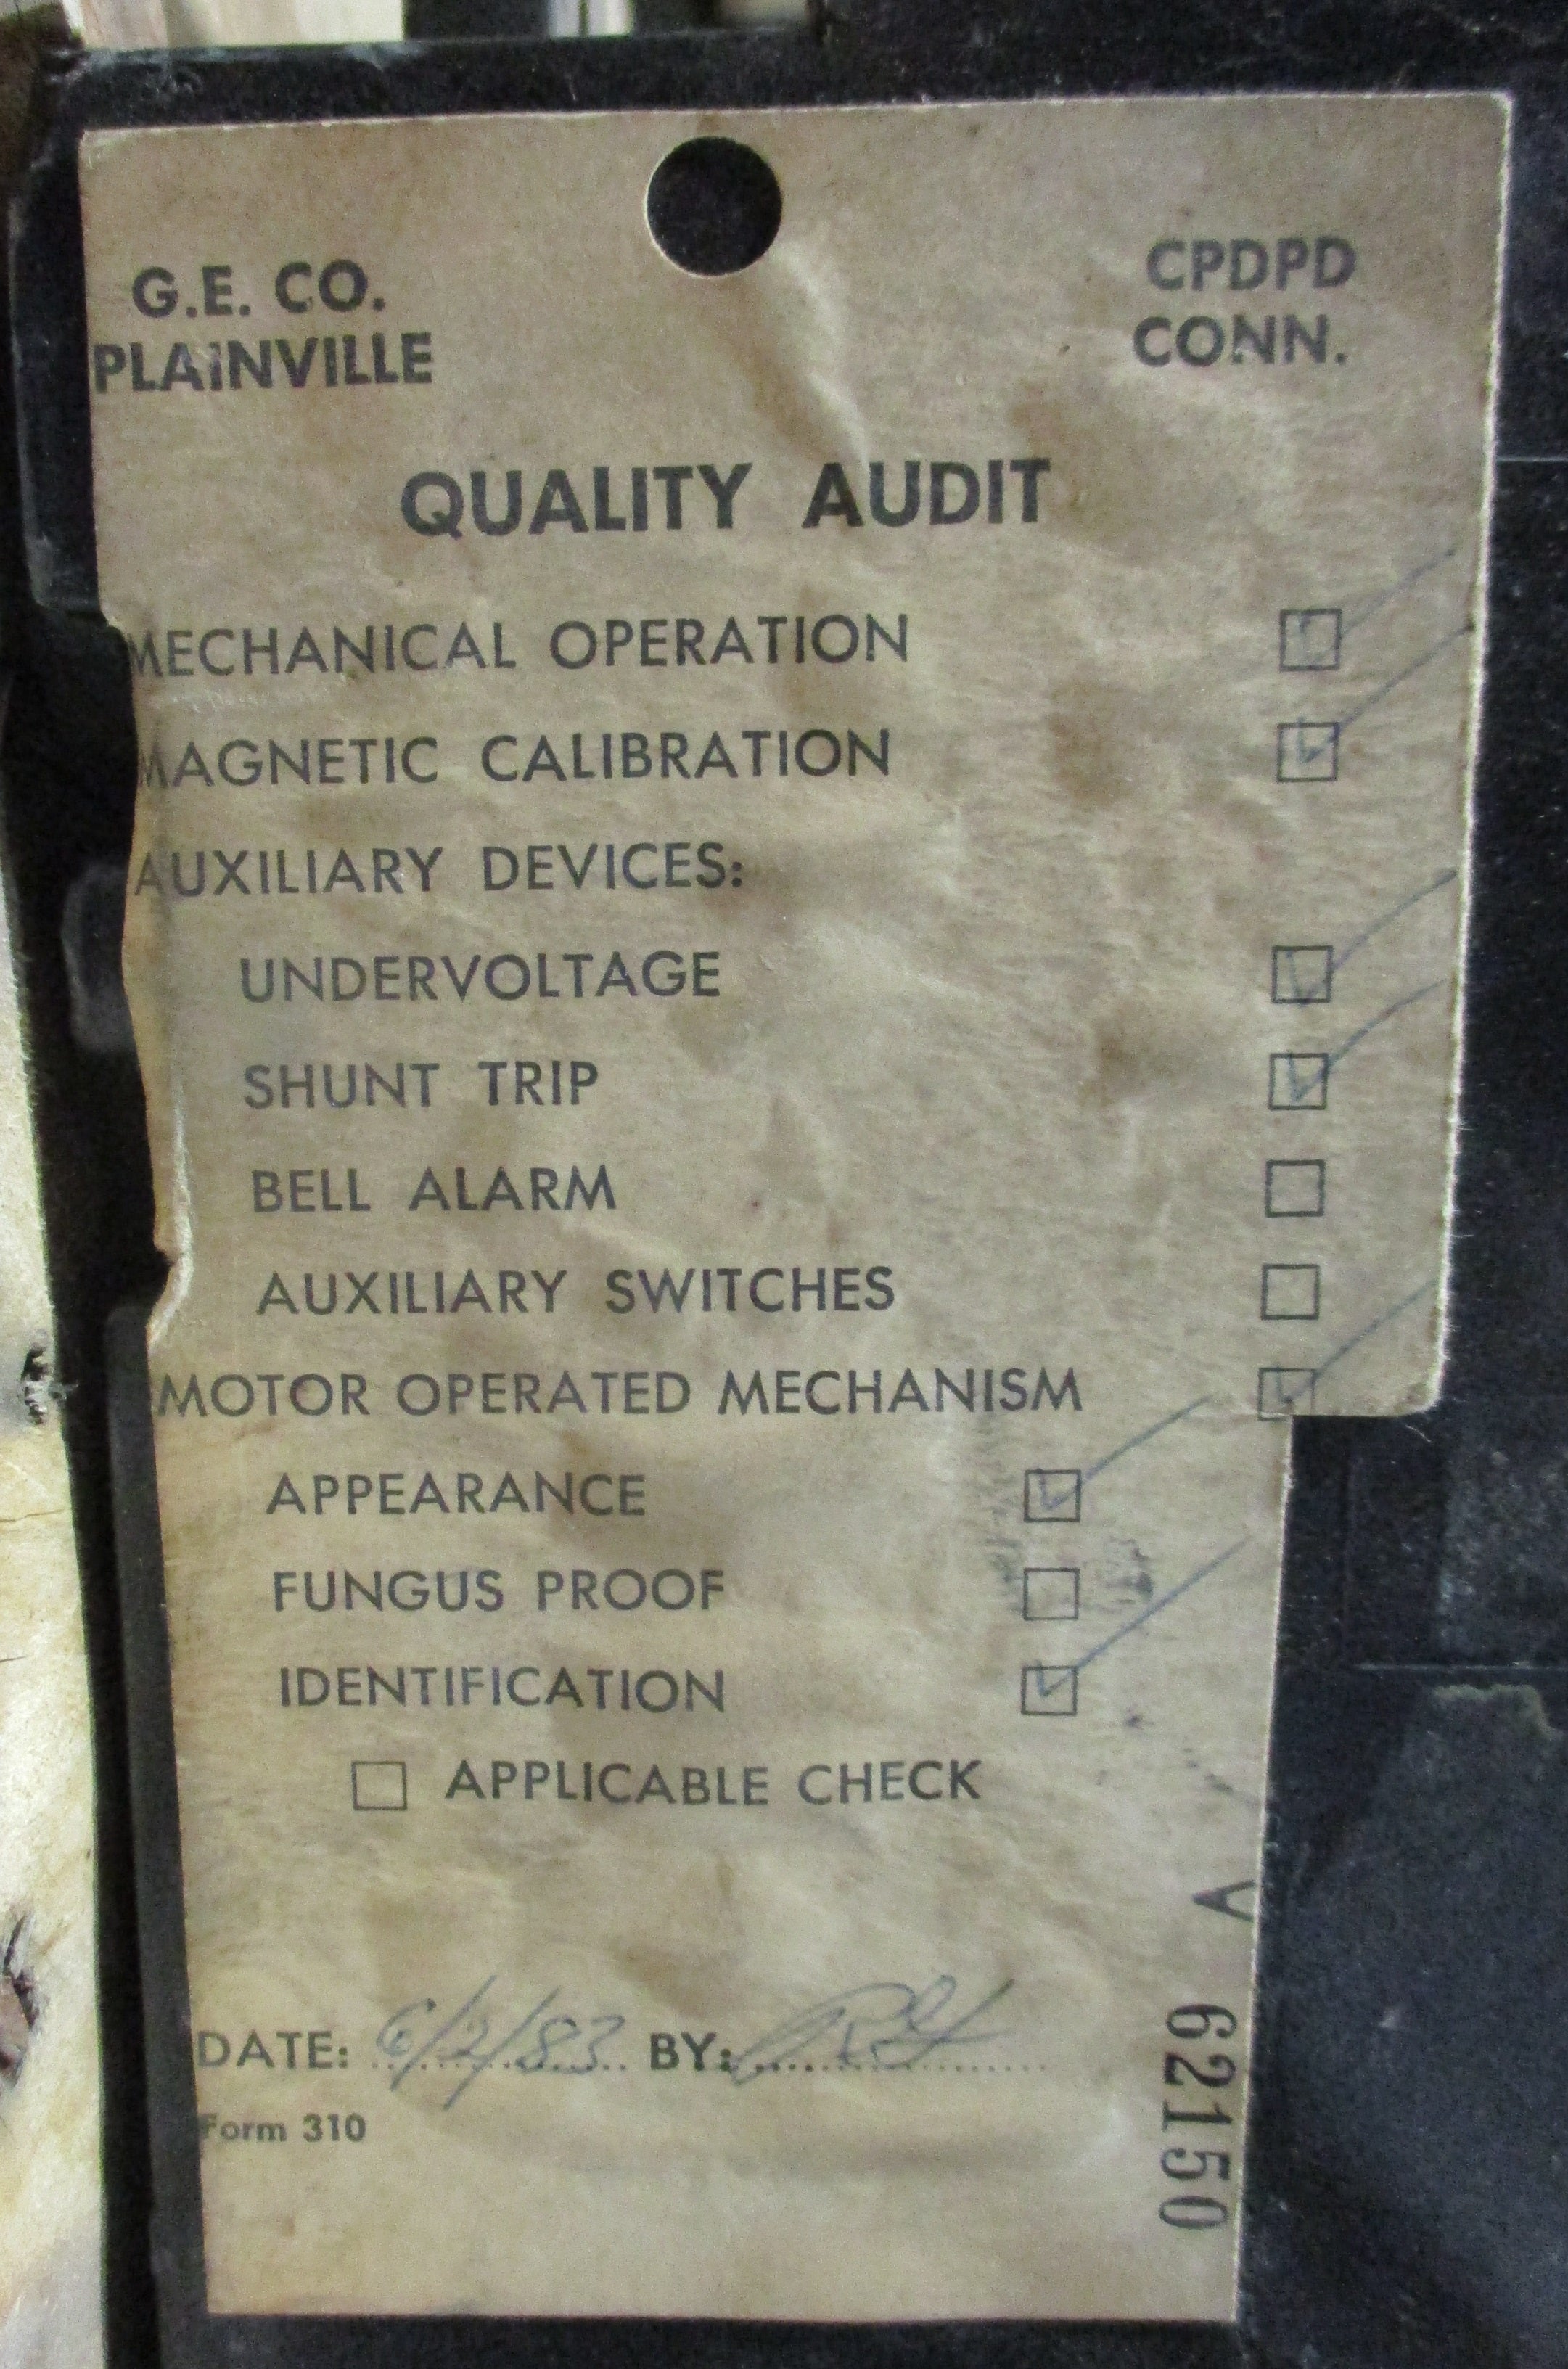 G.E. CO. CPDPD
PLAINVILLE CONN.
QUALITY AUDIT
MECHANICAL OPERATION
MAGNETIC CALIBRATION
AUXILIARY DEVICES:
UNDERVOLTAGE
SHUNT TRIP
BELL ALARM
AUXILIARY SWITCHES
MOTOR OPERATED MECHANISM
APPEARANCE
FUNGUS PROOF
IDENTIFICATION
APPLICABLE CHECK
DATE: 6/2/83 BY:
Form 310
A 62150